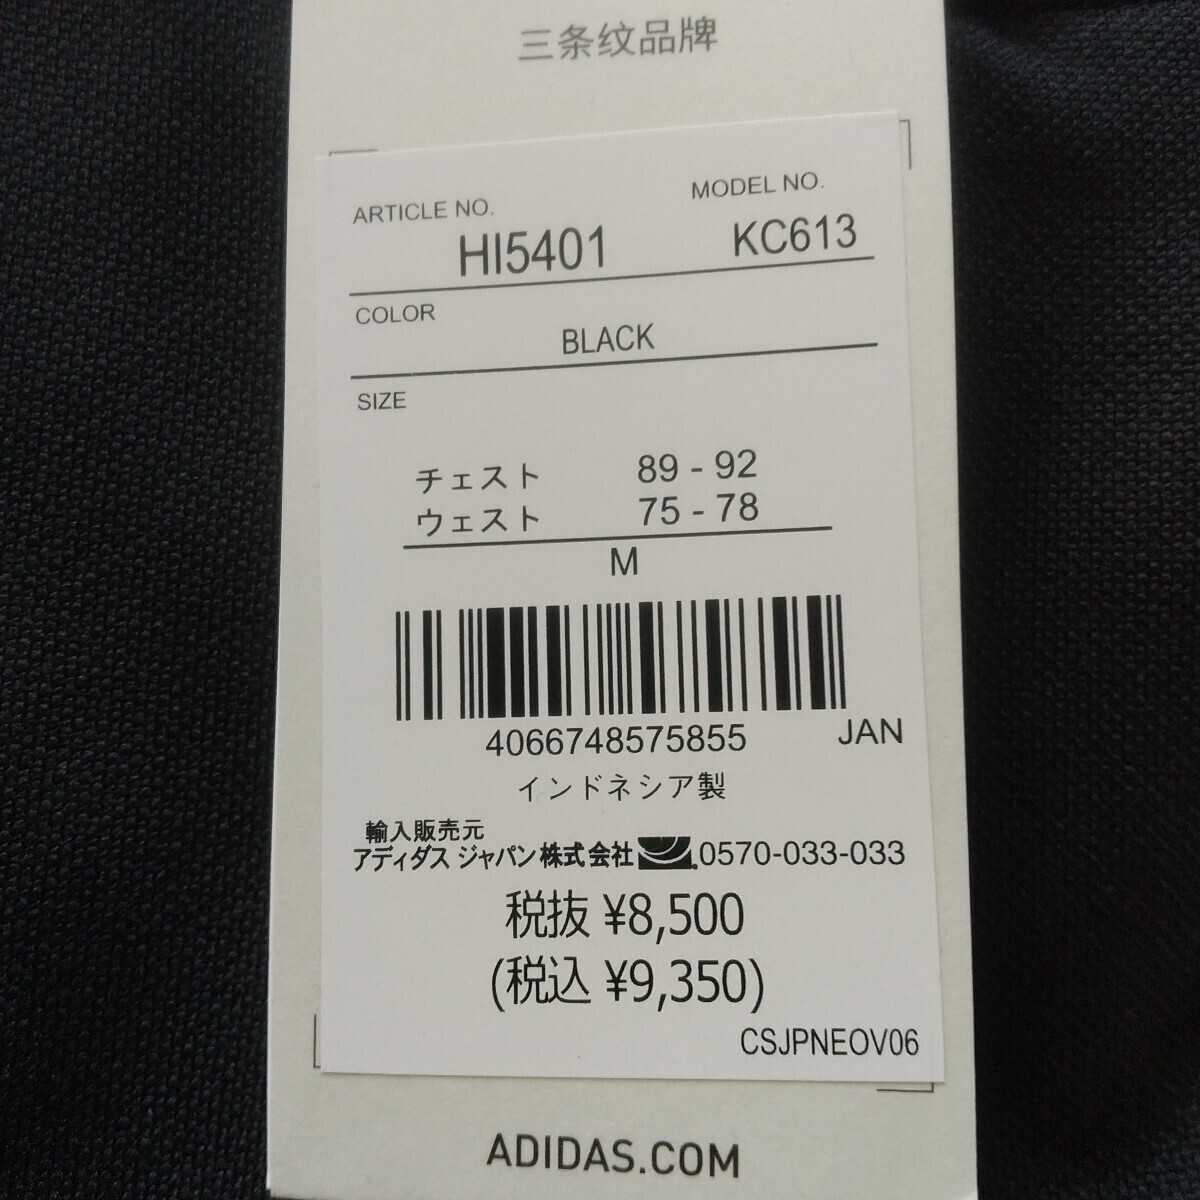 三条纹品牌
ARTICLE NO. MODEL NO.
HI5401 KC613
COLOR
BLACK
SIZE
チェスト 89 - 92
ウェスト 75 - 78
M
4066748575855 JAN
インドネシア製
輸入販売元
アディダス ジャパン株式会社 0570-033-033
税抜 ¥8,500
(税込 ¥9,350)
CSJPNEOV06
ADIDAS.COM